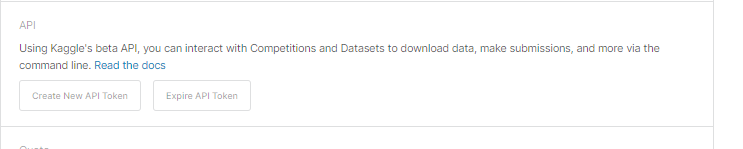 API
Using Kaggle's beta API, you can interact with Competitions and Datasets to download data, make submissions, and more via the
command line. Read the docs
Create New API Token Expire API Token